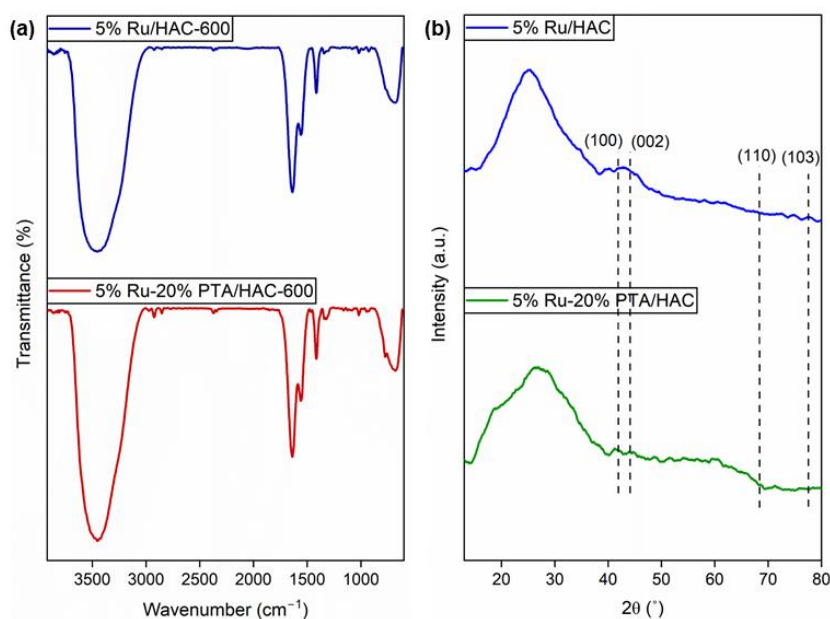 (a)
5% Ru/HAC-600
5% Ru-20% PTA/HAC-600
Transmittance (%)
3500 3000 2500 2000 1500 1000
Wavenumber (cm⁻¹)
(b)
5% Ru/HAC
(100) (002)
(110) (103)
5% Ru-20% PTA/HAC
Intensity (a.u.)
20 30 40 50 60 70 80
2θ (°)